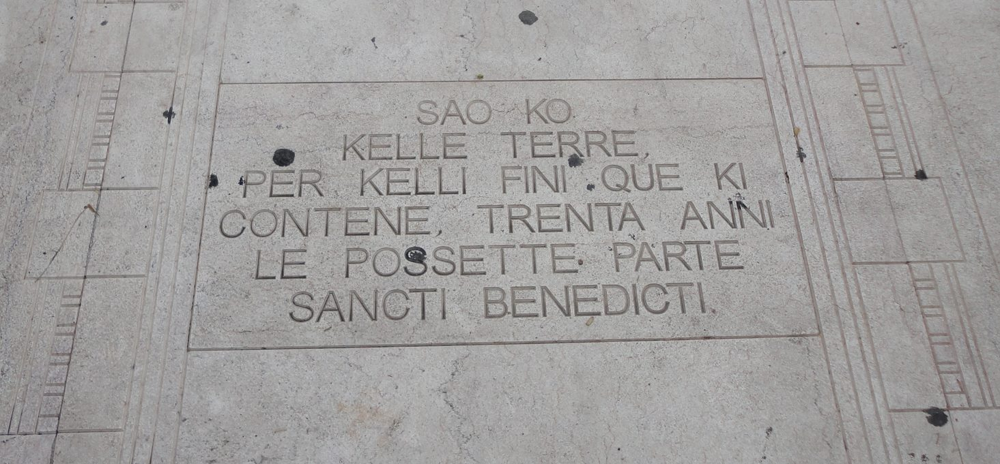 SAO KO
KELLE TERRE,
PER KELLI FINI QUE KI
CONTENE, TRENTA ANNI
LE POSSETTE PARTE
SANCTI BENEDICTI.